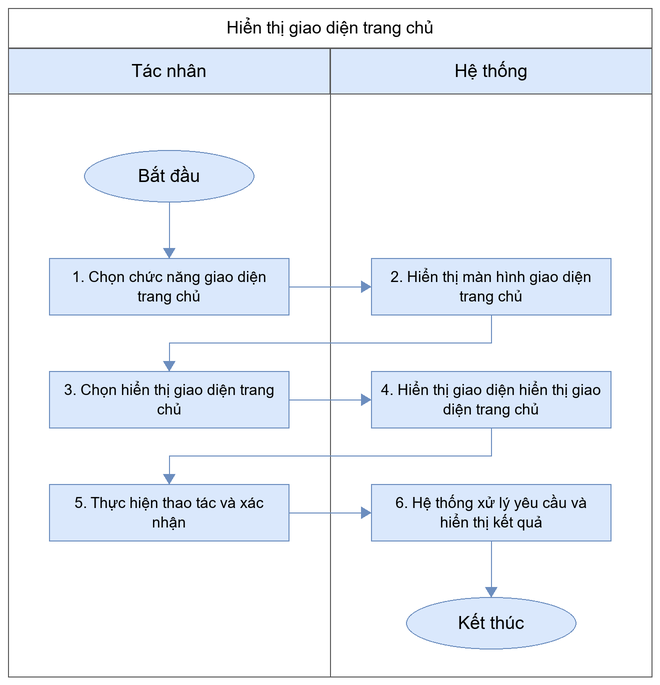 Hiển thị giao diện trang chủ
Tác nhân
Hệ thống
Bắt đầu
1. Chọn chức năng giao diện
trang chủ
2. Hiển thị màn hình giao diện
trang chủ
3. Chọn hiển thị giao diện trang
chủ
4. Hiển thị giao diện hiển thị giao
diện trang chủ
5. Thực hiện thao tác và xác
nhận
6. Hệ thống xử lý yêu cầu và
hiển thị kết quả
Kết thúc